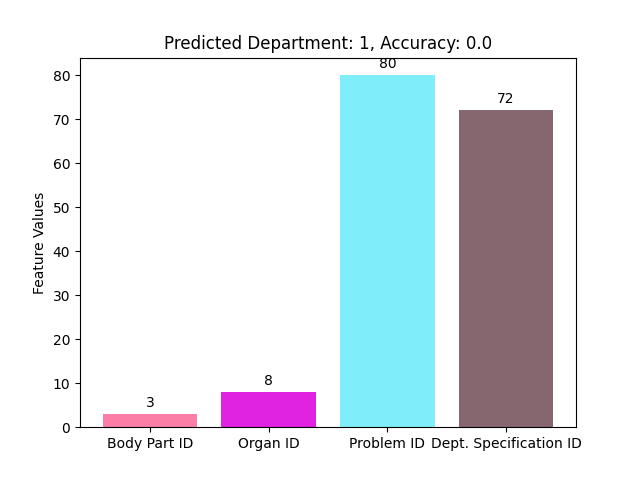 Predicted Department: 1, Accuracy: 0.0
Feature Values
80
70
60
50
40
30
20
10
0
3
8
80
72
Body Part ID
Organ ID
Problem ID
Dept. Specification ID